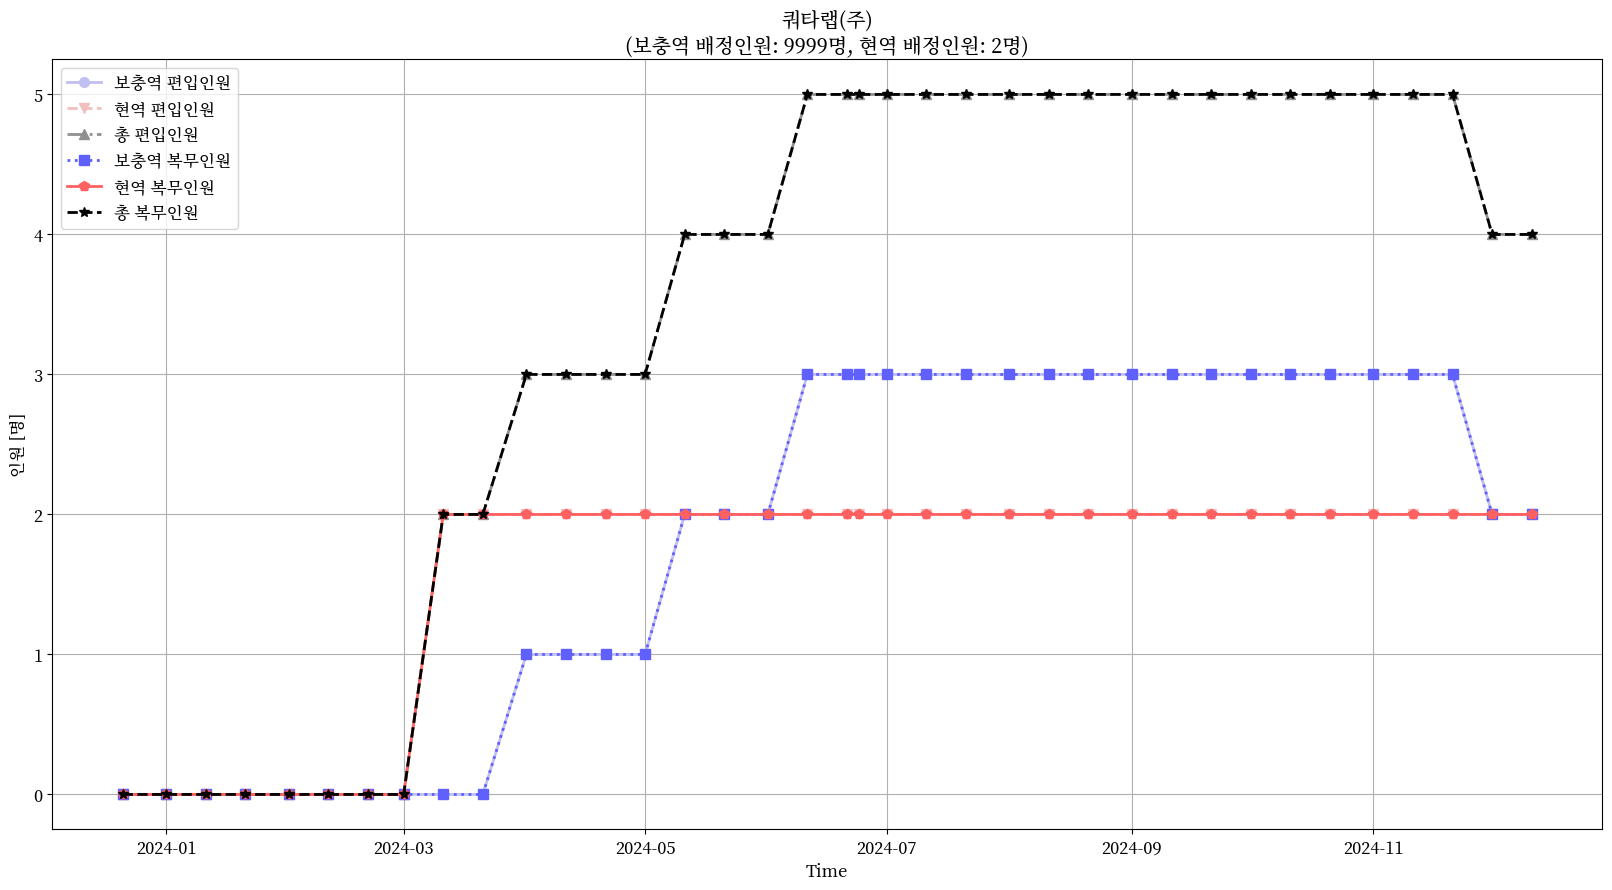 쿼타랩(주)
(보충역 배정인원: 9999명, 현역 배정인원: 2명)
보충역 편입인원
현역 편입인원
총 편입인원
보충역 복무인원
현역 복무인원
총 복무인원
5
4
3
2
1
0
인원 [명]
2024-01
2024-03
2024-05
2024-07
2024-09
2024-11
Time